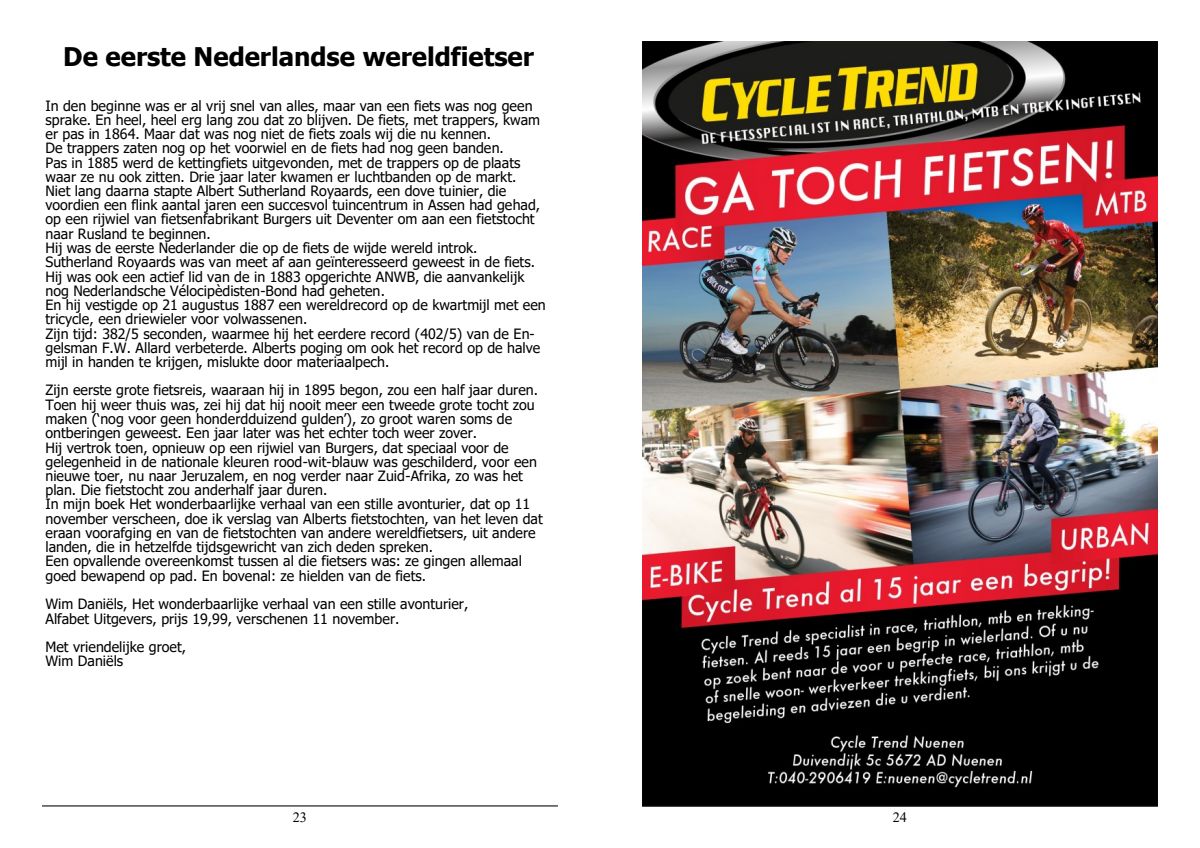 De eerste Nederlandse wereldfietser
In den beginne was er al vrij snel van alles, maar van een fiets was nog geen
sprake. En heel, heel erg lang zou dat zo blijven. De fiets, met trappers, kwam
er pas in 1864. Maar dat was nog niet de fiets zoals wij die nu kennen.
De trappers zaten nog op het voorwiel en de fiets had nog geen banden.
Pas in 1885 werd de kettingfiets uitgevonden, met de trappers op de plaats
waar ze nu ook zitten. Drie jaar later kwamen er luchtbanden op de markt.
Niet lang daarna stapte Albert Sutherland Royaards, een dove tuinier, die
voordien een flink aantal jaren een succesvol tuincentrum in Assen had gehad,
op een rijwiel van fietsenfabrikant Burgers uit Deventer om aan een fietstocht
naar Rusland te beginnen.
Hij was de eerste Nederlander die op de fiets de wijde wereld introk.
Sutherland Royaards was van meet af aan geïnteresseerd geweest in de fiets.
Hij was ook een actief lid van de in 1883 opgerichte ANWB, die aanvankelijk
nog Nederlandsche Vélocipèdisten-Bond had geheten.
En hij vestigde op 21 augustus 1887 een wereldrecord op de kwartmijl met een
tricycle, een driewieler voor volwassenen.
Zijn tijd: 382/5 seconden, waarmee hij het eerdere record (402/5) van de En-
gelsman F.W. Allard verbeterde. Alberts poging om ook het record op de halve
mijl in handen te krijgen, mislukte door materiaalpech.
Zijn eerste grote fietsreis, waaraan hij in 1895 begon, zou een half jaar duren.
Toen hij weer thuis was, zei hij dat hij nooit meer een tweede grote tocht zou
maken (‘nog voor geen honderdduizend gulden’), zo groot waren soms de
ontberingen geweest. Een jaar later was het echter toch weer zover.
Hij vertrok toen, opnieuw op een rijwiel van Burgers, dat speciaal voor de
gelegenheid in de nationale kleuren rood-wit-blauw was geschilderd, voor een
nieuwe toer, nu naar Jeruzalem, en nog verder naar Zuid-Afrika, zo was het
plan. Die fietstocht zou anderhalf jaar duren.
In mijn boek Het wonderbaarlijke verhaal van een stille avonturier, dat op 11
november verscheen, doe ik verslag van Alberts fietstochten, van het leven dat
eraan voorafging en van de fietstochten van andere wereldfietsers, uit andere
landen, die in hetzelfde tijdsgewricht van zich deden spreken.
Een opvallende overeenkomst tussen al die fietsers was: ze gingen allemaal
goed bewapend op pad. En bovenal: ze hielden van de fiets.
Wim Daniëls, Het wonderbaarlijke verhaal van een stille avonturier,
Alfabet Uitgevers, prijs 19,99, verschenen 11 november.
Met vriendelijke groet,
Wim Daniëls
23
CYCLE TREND
DE FIETSSPECIALIST IN RACE, TRIATHLON, MTB EN TREKKINGFIETSEN
GA TOCH FIETSEN!
RACE
MTB
E-BIKE
URBAN
Cycle Trend al 15 jaar een begrip!
Cycle Trend de specialist in race, triathlon, mtb en trekking-
fietsen. Al reeds 15 jaar een begrip in wielerland. Of u nu
op zoek bent naar de voor u perfecte race, triathlon, mtb
of snelle woon- werkverkeer trekkingfiets, bij ons krijgt u de
begeleiding en adviezen die u verdient.
Cycle Trend Nuenen
Duivendijk 5c 5672 AD Nuenen
T:040-2906419 E:nuenen@cycletrend.nl
24